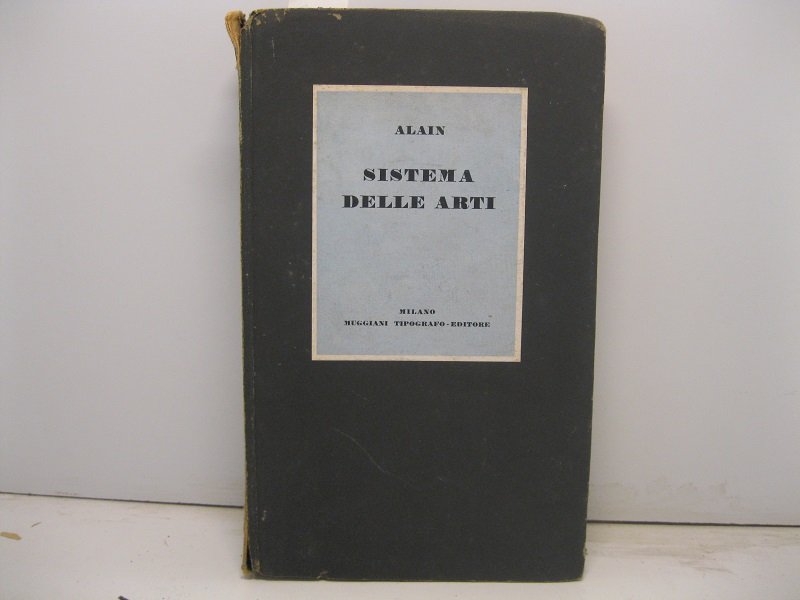 ALAIN
SISTEMA
DELLE ARTI
MILANO
MUGGIANI TIPOGRAFO-EDITORE